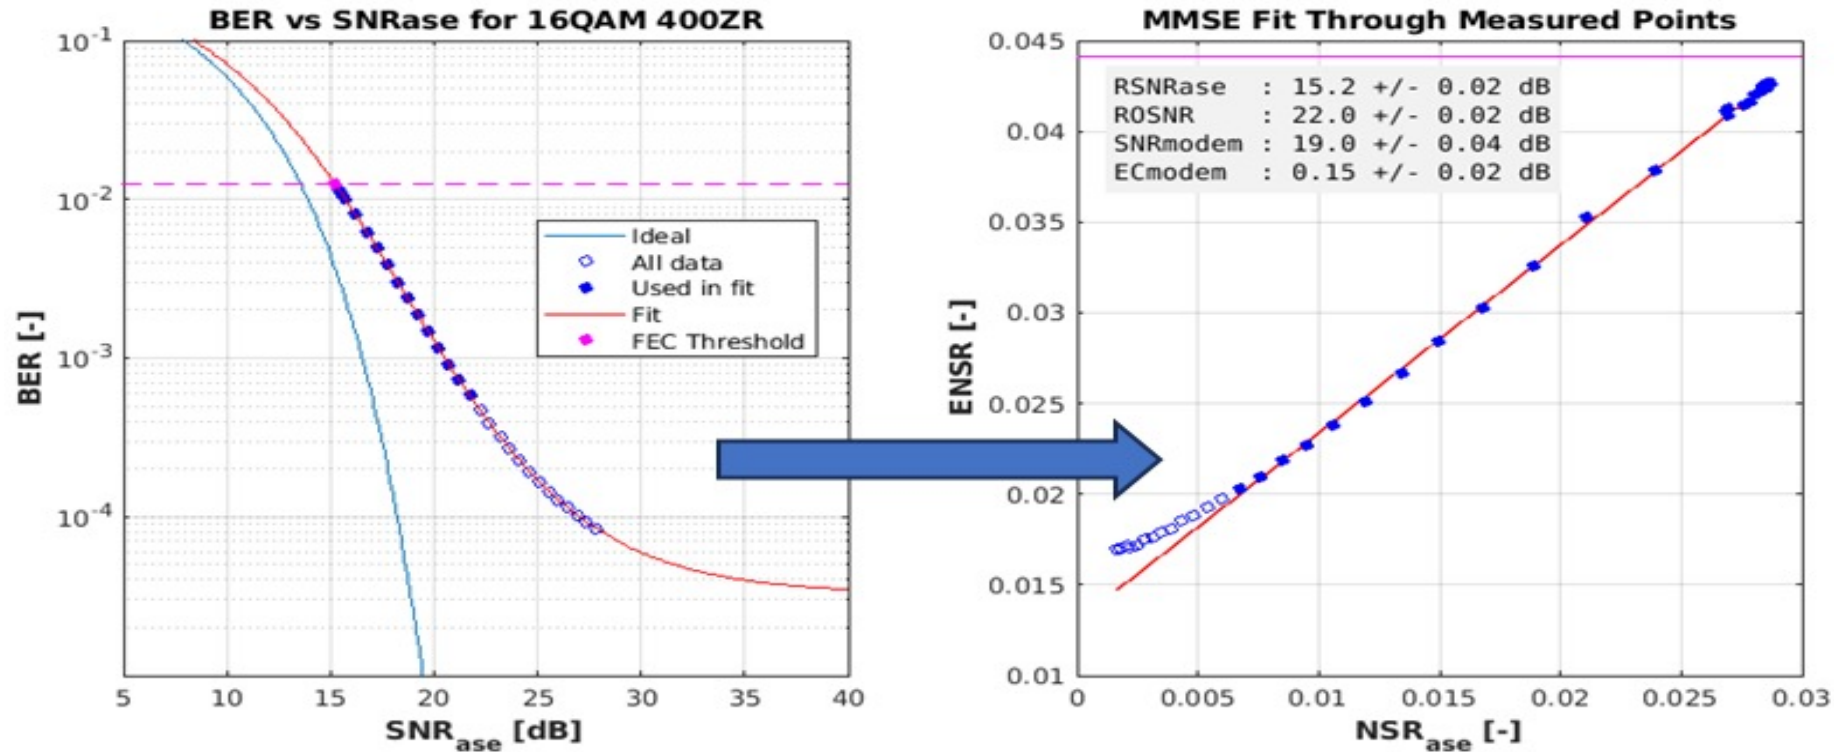 BER vs SNRase for 16QAM 400ZR
10-1
10-2
10-3
10-4
BER [-]
Ideal
All data
Used in fit
Fit
FEC Threshold
5 10 15 20 25 30 35 40
SNRase [dB]
MMSE Fit Through Measured Points
0.045
0.04
0.035
0.03
0.025
0.02
0.015
0.01
ENSR [-]
RSNRase : 15.2 +/- 0.02 dB
ROSNR : 22.0 +/- 0.02 dB
SNRmodem : 19.0 +/- 0.04 dB
ECmodem : 0.15 +/- 0.02 dB
0 0.005 0.01 0.015 0.02 0.025 0.03
NSRase [-]